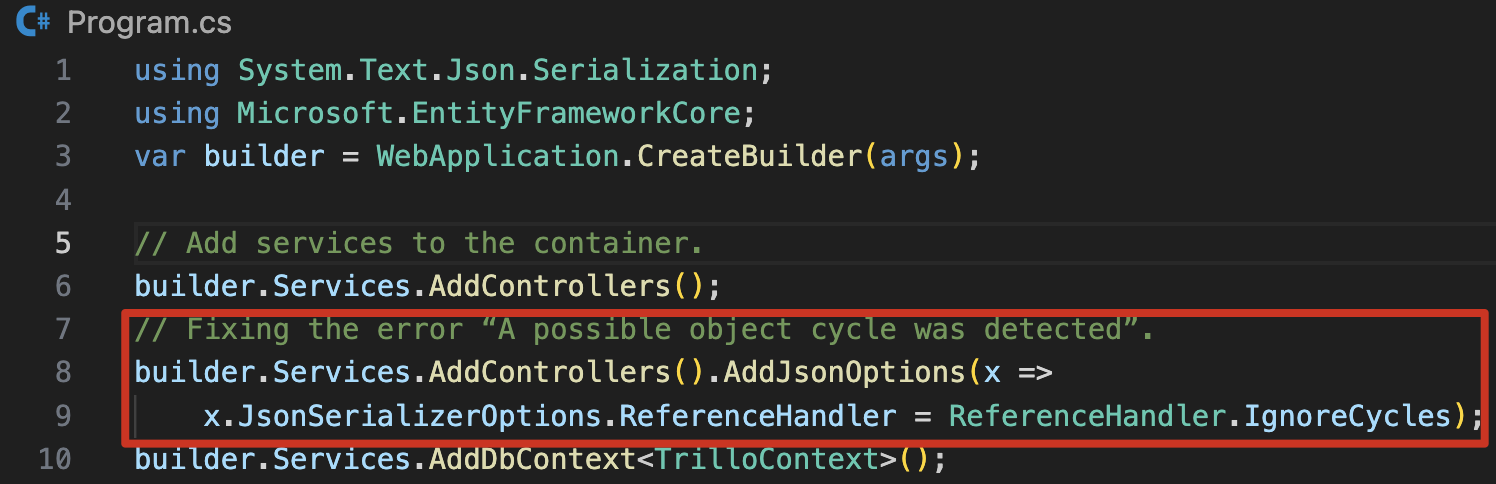 C# Program.cs
1 using System.Text.Json.Serialization;
2 using Microsoft.EntityFrameworkCore;
3 var builder = WebApplication.CreateBuilder(args);
4
5 // Add services to the container.
6 builder.Services.AddControllers();
7 // Fixing the error “A possible object cycle was detected”.
8 builder.Services.AddControllers().AddJsonOptions(x =>
9     x.JsonSerializerOptions.ReferenceHandler = ReferenceHandler.IgnoreCycles);
10 builder.Services.AddDbContext<TrilloContext>();